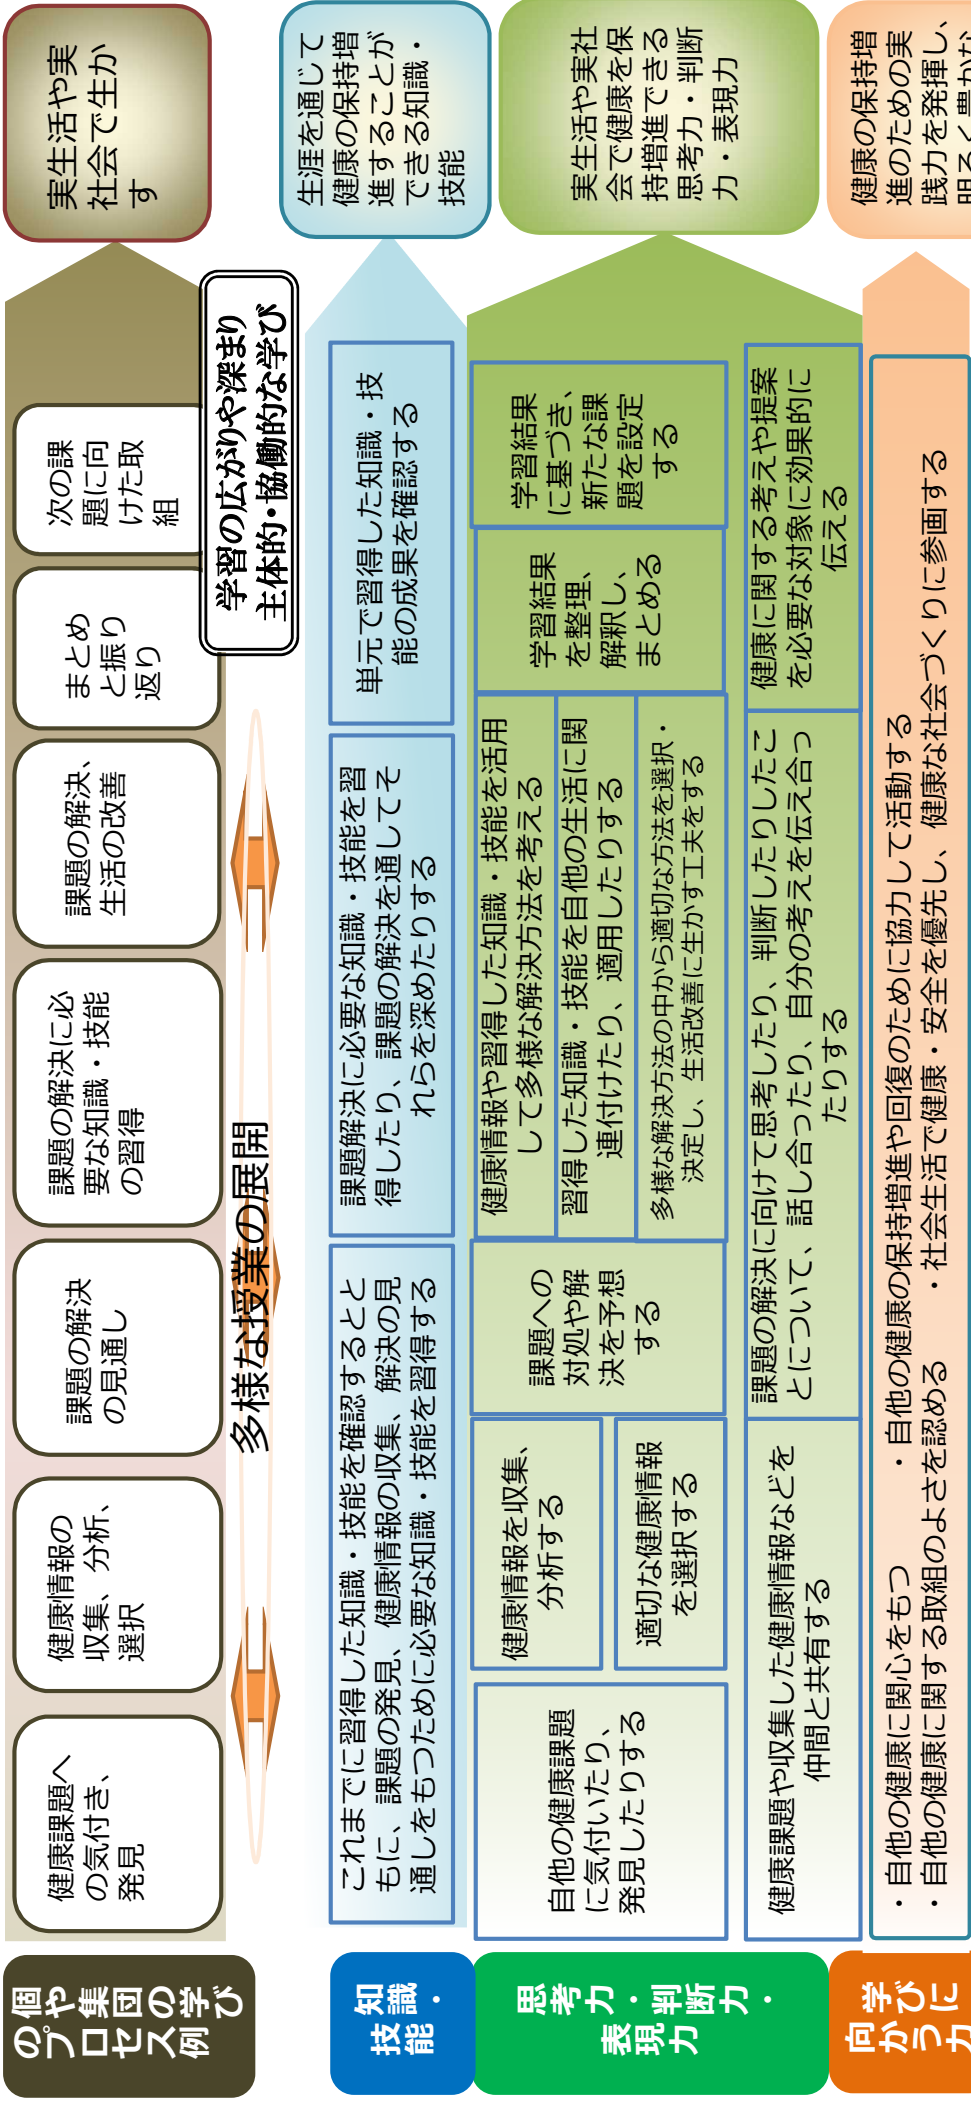 個や集団の学び
のプロセスの例
健康課題へ
の気付き、
発見
健康情報の
収集、分析、
選択
課題の解決
の見通し
課題の解決に必
要な知識・技能
の習得
課題の解決、
生活の改善
まとめ
と振り
返り
次の課
題に向
けた取
組
実生活や実
社会で生か
す
多様な授業の展開
学習の広がりや深まり
主体的・協働的な学び
知識・
技能
これまでに習得した知識・技能を確認するとと
もに、課題の発見、健康情報の収集、解決の見
通しをもつために必要な知識・技能を習得する
課題解決に必要な知識・技能を習
得したり、課題の解決を通してそ
れらを深めたりする
単元で習得した知識・技
能の成果を確認する
生涯を通じて
健康の保持増
進することが
できる知識・
技能
思考力・判断力・
表現力
自他の健康課題
に気付いたり、
発見したりする
健康情報を収集、
分析する
適切な健康情報
を選択する
課題への
対処や解
決を予想
する
健康情報や習得した知識・技能を活用
して多様な解決方法を考える
習得した知識・技能を自他の生活に関
連付けたり、適用したりする
多様な解決方法の中から適切な方法を選択・
決定し、生活改善に生かす工夫をする
学習結果
を整理、
解釈し、
まとめる
学習結果
に基づき、
新たな課
題を設定
する
健康課題や収集した健康情報などを
仲間と共有する
課題の解決に向けて思考したり、判断したりしたこ
とについて、話し合ったり、自分の考えを伝え合っ
たりする
健康に関する考えや提案
を必要な対象に効果的に
伝える
実生活や実社
会で健康を保
持増進できる
思考力・判断
力・表現力
学びに
向かう力
・自他の健康に関心をもつ ・自他の健康の保持増進や回復のために協力して活動する
・自他の健康に関する取組のよさを認める ・社会生活で健康・安全を優先し、健康な社会づくりに参画する
健康の保持増
進のための実
践力を発揮し、
明るく豊かな